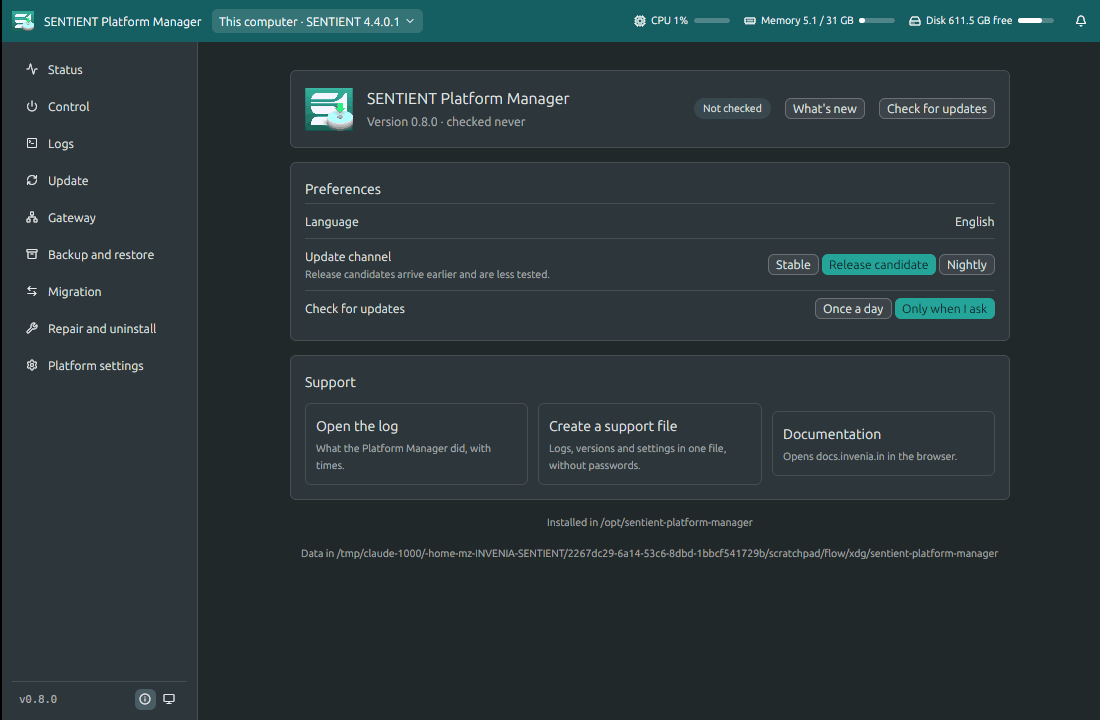 SENTIENT Platform Manager
This computer · SENTIENT 4.4.0.1
CPU 1%
Memory 5.1 / 31 GB
Disk 611.5 GB free
Status
Control
Logs
Update
Gateway
Backup and restore
Migration
Repair and uninstall
Platform settings
SENTIENT Platform Manager
Version 0.8.0 · checked never
Not checked
What's new
Check for updates
Preferences
Language
English
Update channel
Release candidates arrive earlier and are less tested.
Stable
Release candidate
Nightly
Check for updates
Once a day
Only when I ask
Support
Open the log
What the Platform Manager did, with
times.
Create a support file
Logs, versions and settings in one file,
without passwords.
Documentation
Opens docs.invenia.in in the browser.
Installed in /opt/sentient-platform-manager
Data in /tmp/claude-1000/-home-mz-INVENIA-SENTIENT/2267dc29-6a14-53c6-8dbd-1bbcf541729b/scratchpad/flow/xdg/sentient-platform-manager
v0.8.0